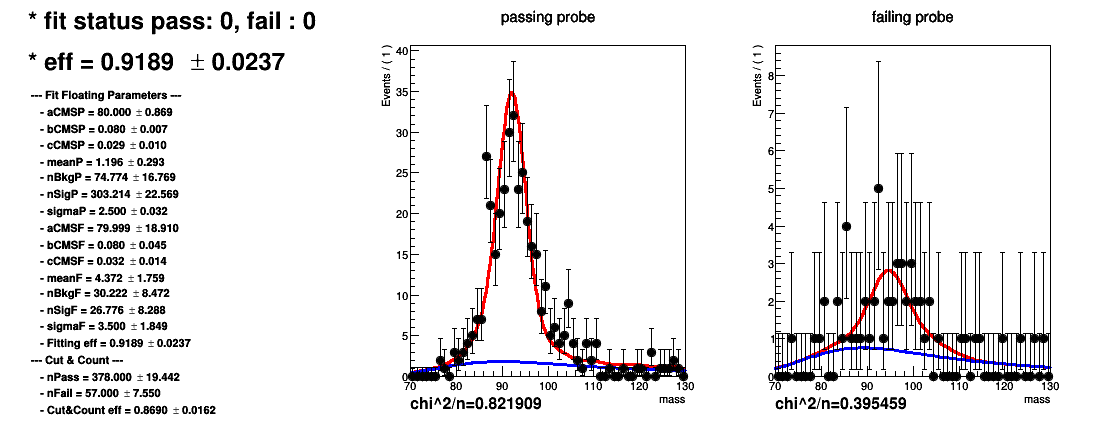 * fit status pass: 0, fail : 0
* eff = 0.9189 ± 0.0237
--- Fit Floating Parameters ---
- aCMSP = 80.000 ± 0.869
- bCMSP = 0.080 ± 0.007
- cCMSP = 0.029 ± 0.010
- meanP = 1.196 ± 0.293
- nBkgP = 74.774 ± 16.769
- nSigP = 303.214 ± 22.569
- sigmaP = 2.500 ± 0.032
- aCMSF = 79.999 ± 18.910
- bCMSF = 0.080 ± 0.045
- cCMSF = 0.032 ± 0.014
- meanF = 4.372 ± 1.759
- nBkgF = 30.222 ± 8.472
- nSigF = 26.776 ± 8.288
- sigmaF = 3.500 ± 1.849
- Fitting eff = 0.9189 ± 0.0237
--- Cut & Count ---
- nPass = 378.000 ± 19.442
- nFail = 57.000 ± 7.550
- Cut&Count eff = 0.8690 ± 0.0162
passing probe
Events / ( 1 )
40
35
30
25
20
15
10
5
0
70 80 90 100 110 120 130
mass
chi^2/n=0.821909
failing probe
Events / ( 1 )
8
7
6
5
4
3
2
1
0
70 80 90 100 110 120 130
mass
chi^2/n=0.395459